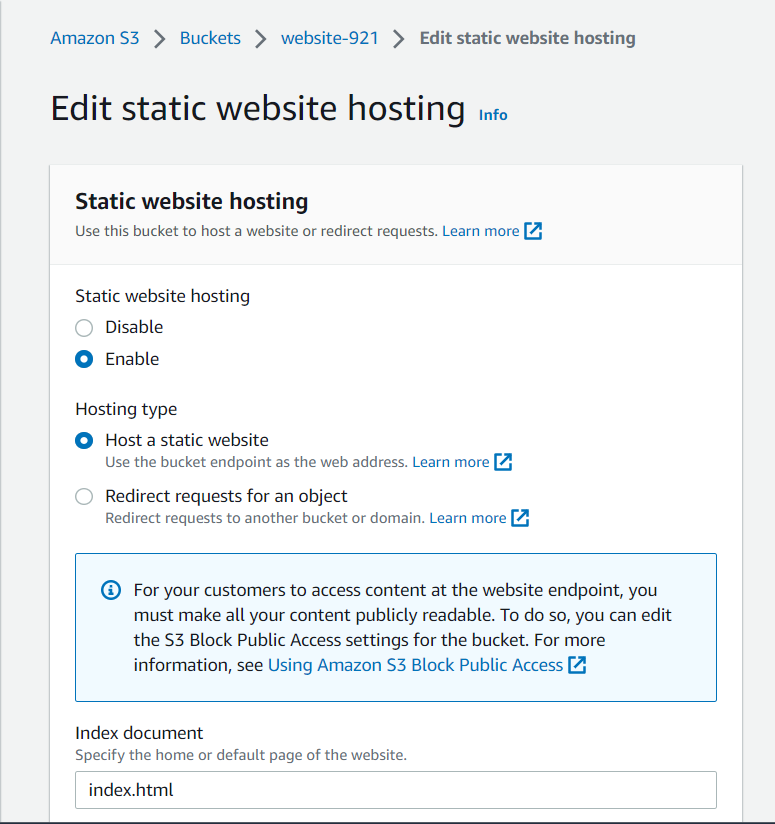 Amazon S3 > Buckets > website-921 > Edit static website hosting
Edit static website hosting Info
Static website hosting
Use this bucket to host a website or redirect requests. Learn more
Static website hosting
Disable
Enable
Hosting type
Host a static website
Use the bucket endpoint as the web address. Learn more
Redirect requests for an object
Redirect requests to another bucket or domain. Learn more
For your customers to access content at the website endpoint, you
must make all your content publicly readable. To do so, you can edit
the S3 Block Public Access settings for the bucket. For more
information, see Using Amazon S3 Block Public Access
Index document
Specify the home or default page of the website.
index.html